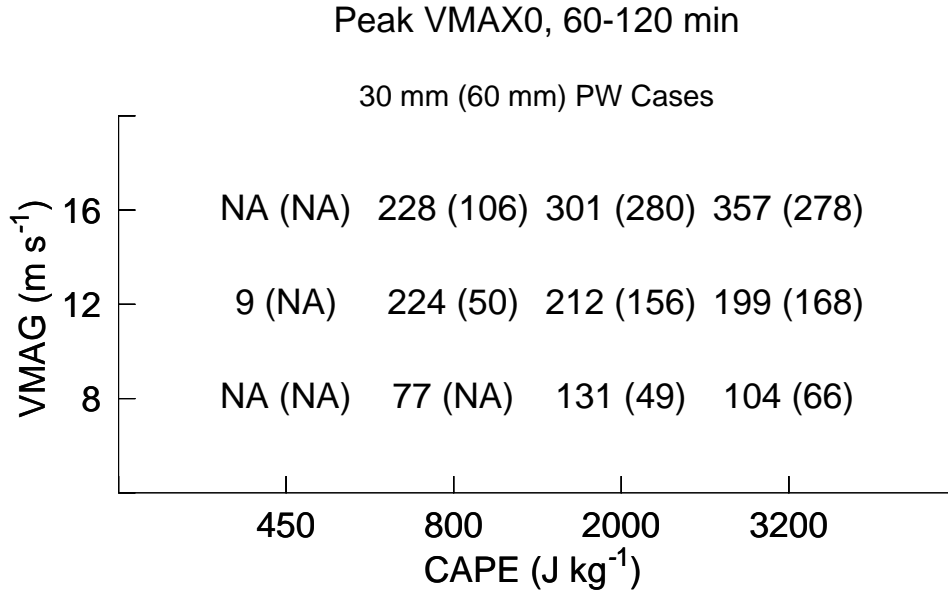 Peak VMAX0, 60-120 min
30 mm (60 mm) PW Cases
VMAG (m s-1)
16 NA (NA) 228 (106) 301 (280) 357 (278)
12 9 (NA) 224 (50) 212 (156) 199 (168)
8 NA (NA) 77 (NA) 131 (49) 104 (66)
450 800 2000 3200
CAPE (J kg-1)